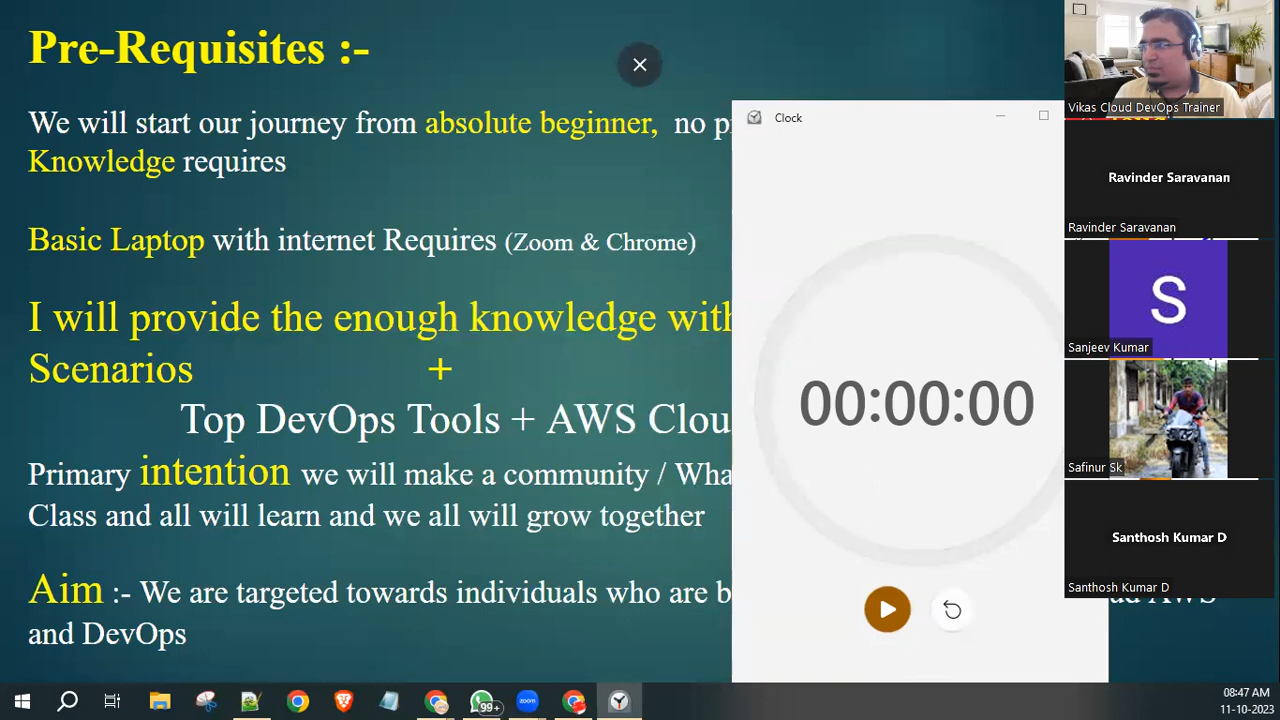 Pre-Requisites :-
We will start our journey from absolute beginner, no
Knowledge requires
Basic Laptop with internet Requires (Zoom & Chrome)
I will provide the enough knowledge with
Scenarios +
Top DevOps Tools + AWS
Primary intention we will make a community /
Class and all will learn and we all will grow together
Aim :- We are targeted towards individuals who are
and DevOps
Clock
00:00:00
Vikas Cloud DevOps Trainer
Ravinder Saravanan
Ravinder Saravanan
S
Sanjeev Kumar
Safinur Sk
Santhosh Kumar D
Santhosh Kumar D
AWS
99+
zoom
08:47 AM
11-10-2023